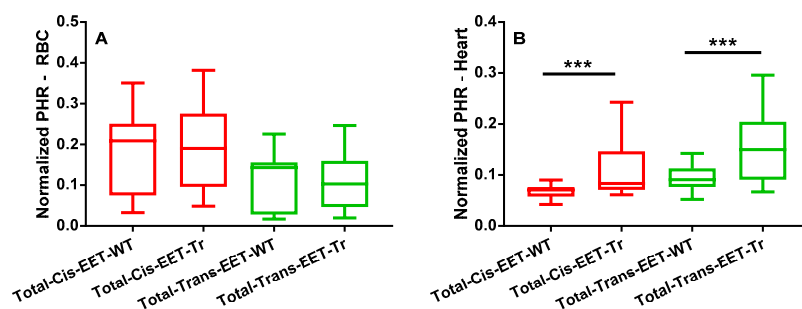 A
Normalized PHR - RBC
0.5
0.4
0.3
0.2
0.1
0.0
Total-Cis-EET-WT
Total-Cis-EET-Tr
Total-Trans-EET-WT
Total-Trans-EET-Tr
B
Normalized PHR - Heart
0.4
0.3
0.2
0.1
0.0
***
***
Total-Cis-EET-WT
Total-Cis-EET-Tr
Total-Trans-EET-WT
Total-Trans-EET-Tr